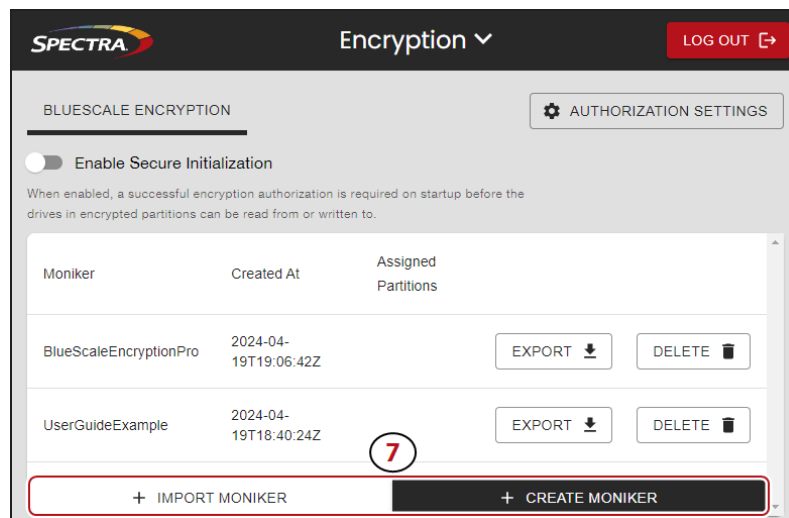 SPECTRA
Encryption
LOG OUT
BLUESCALE ENCRYPTION
AUTHORIZATION SETTINGS
Enable Secure Initialization
When enabled, a successful encryption authorization is required on startup before the
drives in encrypted partitions can be read from or written to.
Moniker
Created At
Assigned
Partitions
BlueScaleEncryptionPro
2024-04-
19T19:06:42Z
EXPORT
DELETE
UserGuideExample
2024-04-
19T18:40:24Z
EXPORT
DELETE
7
+ IMPORT MONIKER
+ CREATE MONIKER